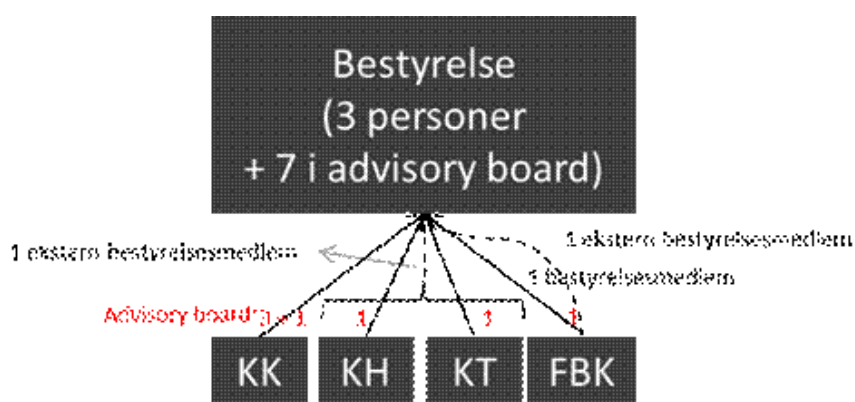 Bestyrelse
(3 personer
+ 7 i advisory board)
1 ekstern bestyrelsesmedlem
1 ekstern bestyrelsesmedlem
1 bestyrelsesmedlem
Advisory board: 1 1 1 1
KK KH KT FBK